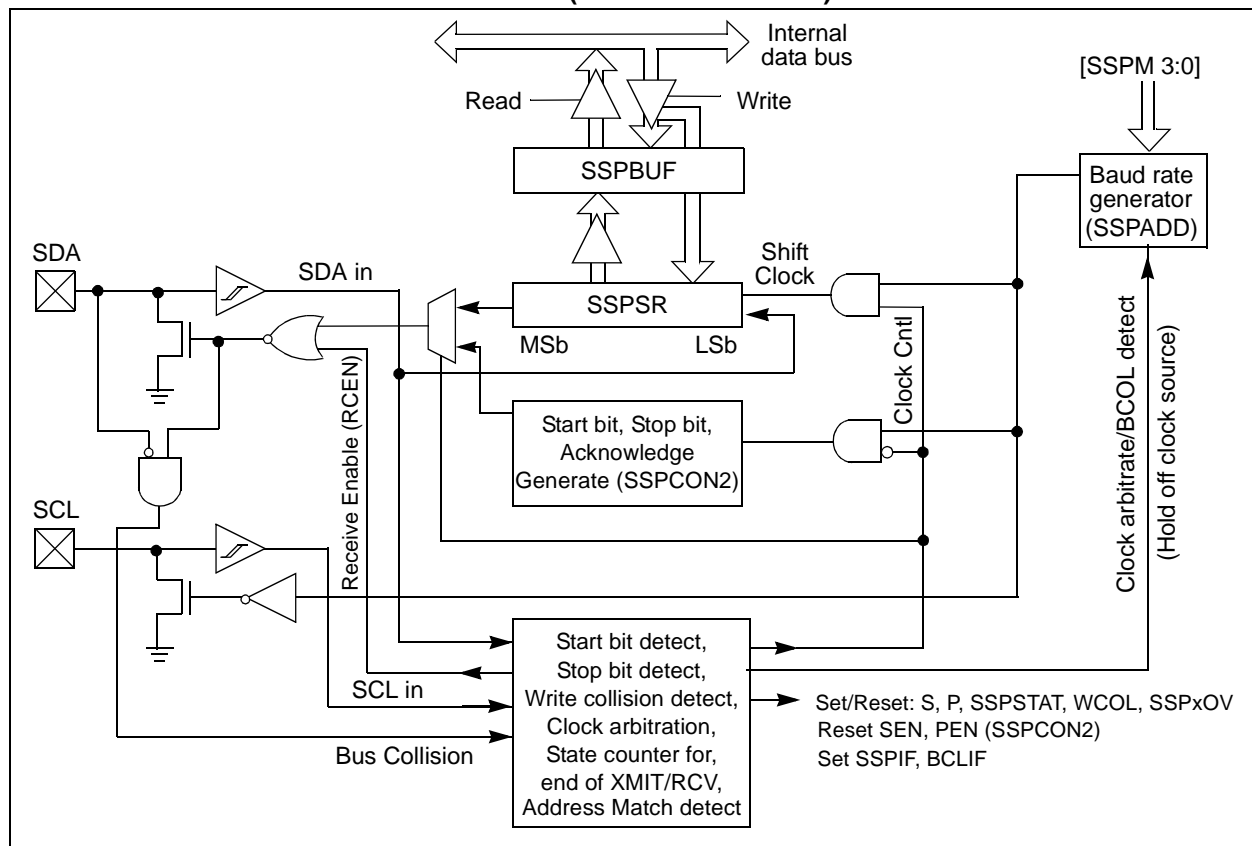 Internal
data bus
[SSPM 3:0]
Read
Write
SSPBUF
Baud rate
generator
(SSPADD)
SDA
SDA in
Shift
Clock
SSPSR
MSb
LSb
Clock Cntl
Clock arbitrate/BCOL detect
(Hold off clock source)
Receive Enable (RCEN)
Start bit, Stop bit,
Acknowledge
Generate (SSPCON2)
SCL
SCL in
Bus Collision
Start bit detect,
Stop bit detect,
Write collision detect,
Clock arbitration,
State counter for,
end of XMIT/RCV,
Address Match detect
Set/Reset: S, P, SSPSTAT, WCOL, SSPxOV
Reset SEN, PEN (SSPCON2)
Set SSPIF, BCLIF